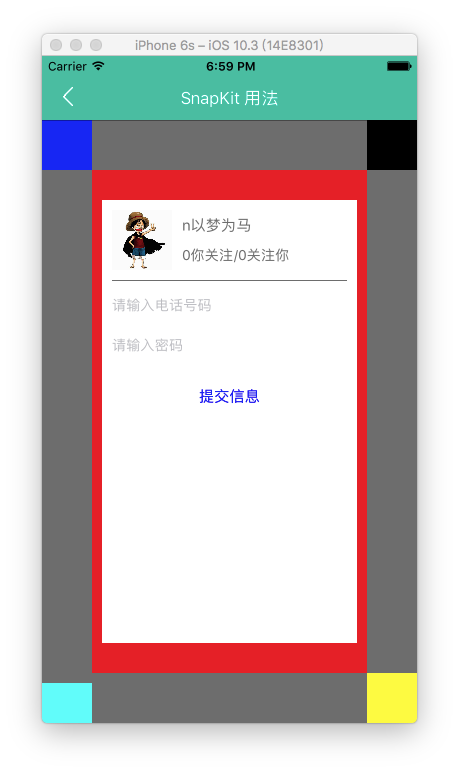 iPhone 6s – iOS 10.3 (14E8301)
Carrier 6:59 PM
SnapKit 用法
n以梦为马
0你关注/0关注你
请输入电话号码
请输入密码
提交信息